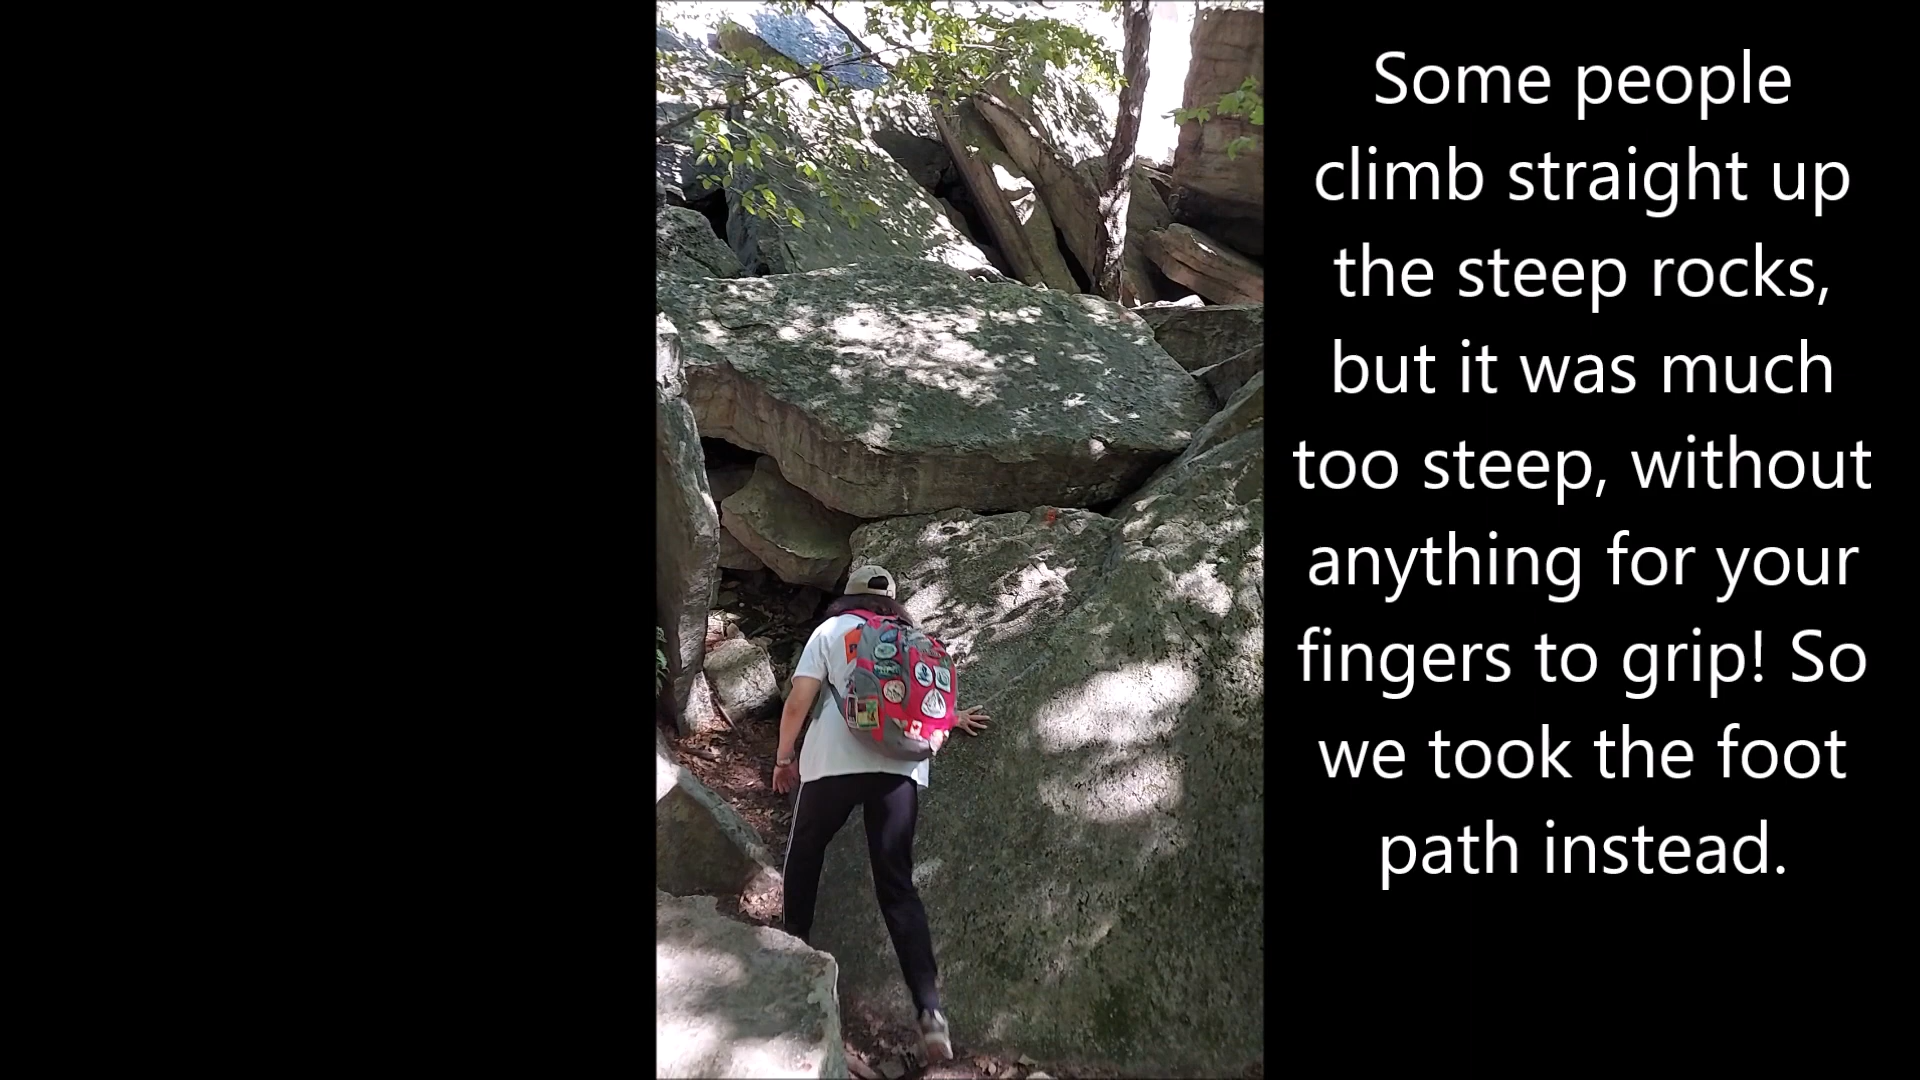 Some people
climb straight up
the steep rocks,
but it was much
too steep, without
anything for your
fingers to grip! So
we took the foot
path instead.